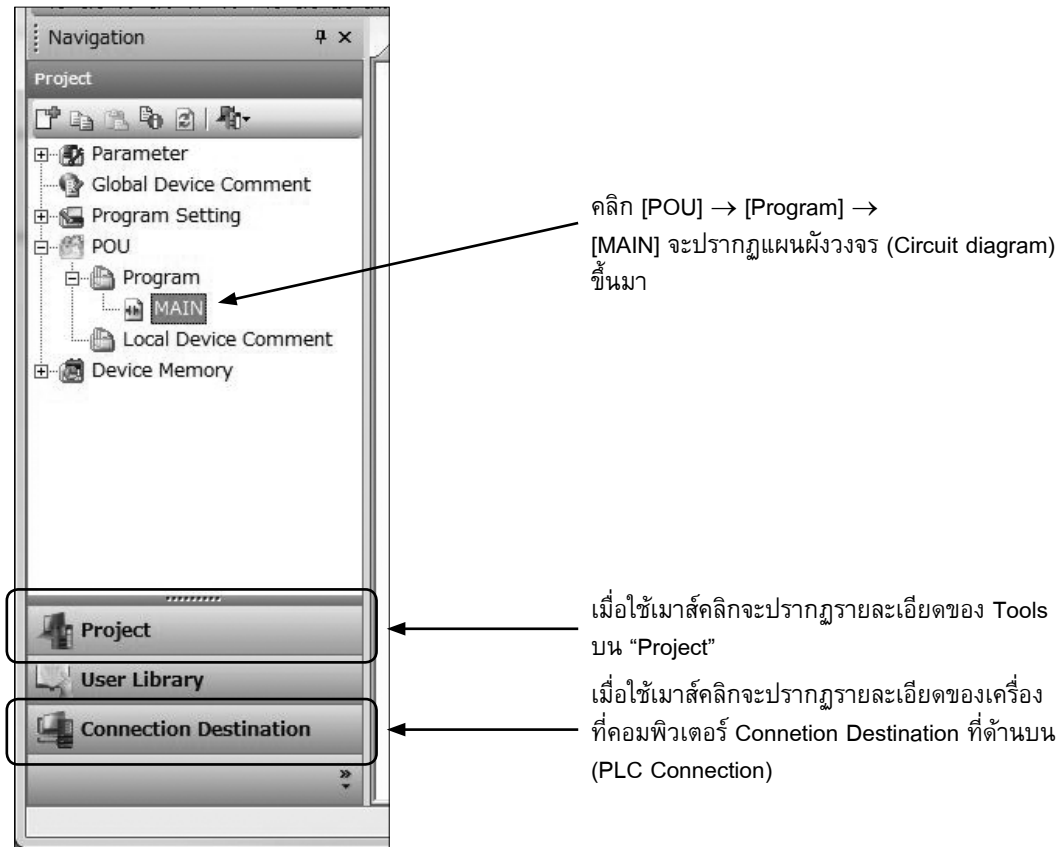 Navigation
Project
Parameter
Global Device Comment
Program Setting
POU
Program
MAIN
Local Device Comment
Device Memory
Project
User Library
Connection Destination
คลิก [POU] → [Program] →
[MAIN] จะปรากฏแผนผังวงจร (Circuit diagram)
ขึ้นมา
เมื่อใช้เมาส์คลิกจะปรากฏรายละเอียดของ Tools
บน “Project”
เมื่อใช้เมาส์คลิกจะปรากฏรายละเอียดของเครื่อง
ที่คอมพิวเตอร์ Connetion Destination ที่ด้านบน
(PLC Connection)